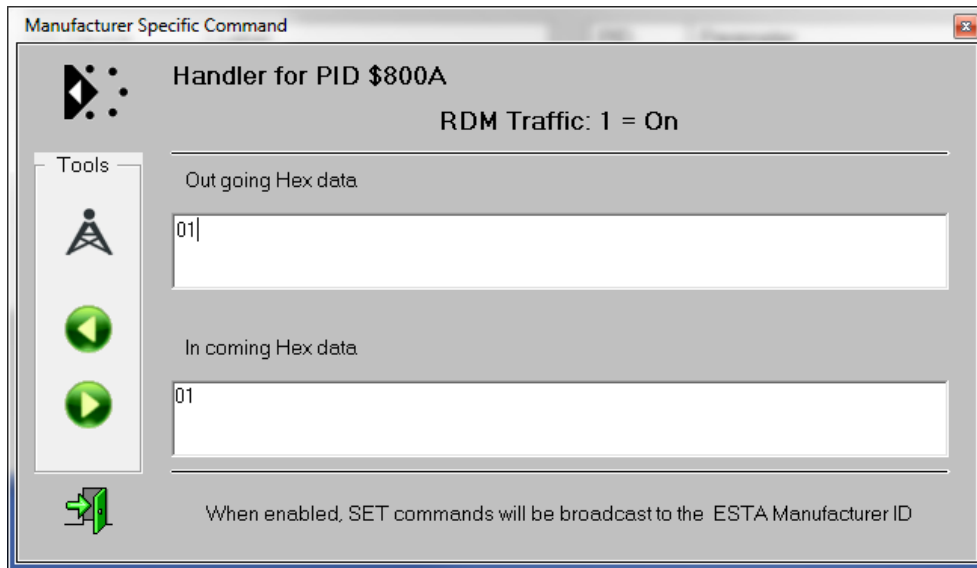 Manufacturer Specific Command
Handler for PID $800A
RDM Traffic: 1 = On
Tools
Out going Hex data
01
In coming Hex data
01
When enabled, SET commands will be broadcast to the ESTA Manufacturer ID